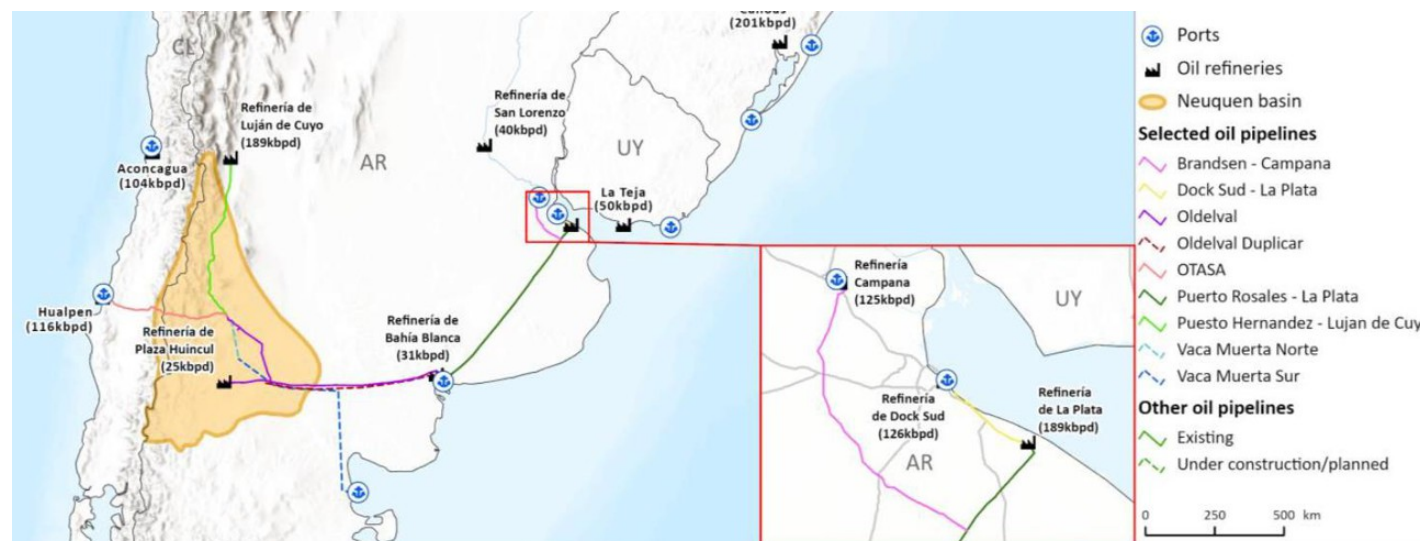 CL
(201kbpd)
Refinería de
Luján de Cuyo
(189kbpd)
Refinería de
San Lorenzo
(40kbpd)
AR
UY
Aconcagua
(104kbpd)
La Teja
(50kbpd)
Hualpen
(116kbpd)
Refinería de
Plaza Huincul
(25kbpd)
Refinería de
Bahía Blanca
(31kbpd)
Refinería
Campana
(125kbpd)
UY
Refinería
de Dock Sud
(126kbpd)
Refinería
de La Plata
(189kbpd)
AR
Ports
Oil refineries
Neuquen basin
Selected oil pipelines
Brandsen - Campana
Dock Sud - La Plata
Oldelval
Oldelval Duplicar
OTASA
Puerto Rosales - La Plata
Puesto Hernandez - Lujan de Cuy
Vaca Muerta Norte
Vaca Muerta Sur
Other oil pipelines
Existing
Under construction/planned
0 250 500 km